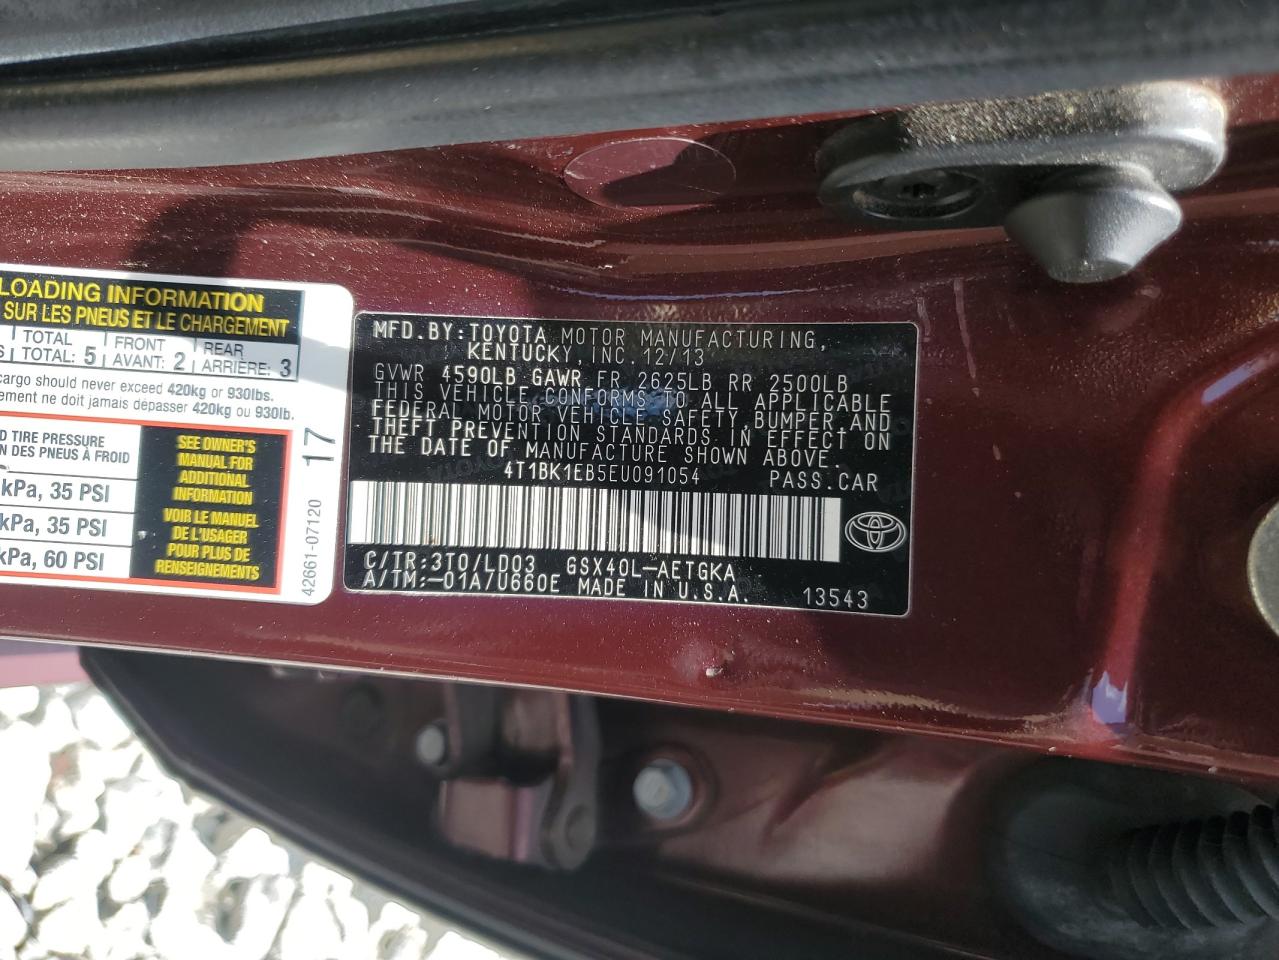 LOADING INFORMATION
SUR LES PNEUS ET LE CHARGEMENT
TOTAL FRONT REAR
TOTAL: 5 AVANT: 2 ARRIÈRE: 3
cargo should never exceed 420kg or 930lbs.
ne doit jamais dépasser 420kg ou 930lb.
TIRE PRESSURE
DES PNEUS À FROID
kPa, 35 PSI
kPa, 35 PSI
kPa, 60 PSI
SEE OWNER'S
MANUAL FOR
ADDITIONAL
INFORMATION
VOIR LE MANUEL
DE L'USAGER
POUR PLUS DE
RENSEIGNEMENTS
17
42661-07120
MFD. BY: TOYOTA MOTOR MANUFACTURING,
KENTUCKY, INC. 12/13
GVWR 4590LB GAWR FR 2625LB RR 2500LB
THIS VEHICLE CONFORMS TO ALL APPLICABLE
FEDERAL MOTOR VEHICLE SAFETY, BUMPER, AND
THEFT PREVENTION STANDARDS IN EFFECT ON
THE DATE OF MANUFACTURE SHOWN ABOVE.
4T1BK1EB5EU091054 PASS. CAR
C/TR: 3T0/LD03 GSX40L-AETGKA
A/TM: -01A/U660E MADE IN U.S.A. 13543